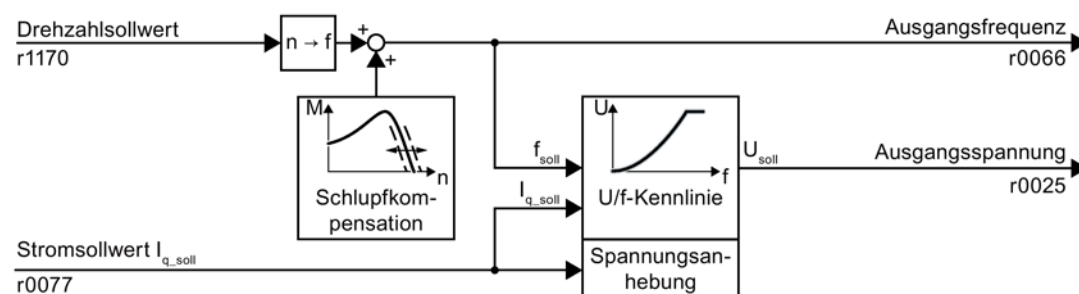 Drehzahlsollwert
r1170
n → f
+
+
Ausgangsfrequenz
r0066
M
n
Schlupfkom-
pensation
f_soll
I_q_soll
U
f
U/f-Kennlinie
U_soll
Ausgangsspannung
r0025
Stromsollwert I_q_soll
r0077
Spannungsan-
hebung